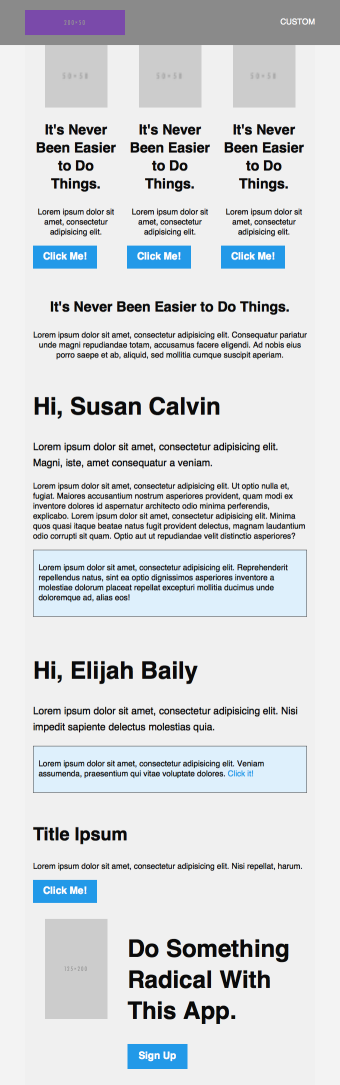 200×50
CUSTOM
50×50 50×50 50×50
It's Never It's Never It's Never
Been Easier Been Easier Been Easier
to Do to Do to Do
Things. Things. Things.
Lorem ipsum dolor sit Lorem ipsum dolor sit Lorem ipsum dolor sit
amet, consectetur amet, consectetur amet, consectetur
adipisicing elit. adipisicing elit. adipisicing elit.
Click Me! Click Me! Click Me!
It's Never Been Easier to Do Things.
Lorem ipsum dolor sit amet, consectetur adipisicing elit. Consequatur pariatur
unde magni repudiandae totam, accusamus facere eligendi. Ad nobis eius
porro saepe et ab, aliquid, sed mollitia cumque suscipit aperiam.
Hi, Susan Calvin
Lorem ipsum dolor sit amet, consectetur adipisicing elit.
Magni, iste, amet consequatur a veniam.
Lorem ipsum dolor sit amet, consectetur adipisicing elit. Ut optio nulla et,
fugiat. Maiores accusantium nostrum asperiores provident, quam modi ex
inventore dolores id aspernatur architecto odio minima perferendis,
explicabo. Lorem ipsum dolor sit amet, consectetur adipisicing elit. Minima
quos quasi itaque beatae natus fugit provident delectus, magnam laudantium
odio corrupti sit quam. Optio aut ut repudiandae velit distinctio asperiores?
Lorem ipsum dolor sit amet, consectetur adipisicing elit. Reprehenderit
repellendus natus, sint ea optio dignissimos asperiores inventore a
molestiae dolorum placeat repellat excepturi mollitia ducimus unde
doloremque ad, alias eos!
Hi, Elijah Baily
Lorem ipsum dolor sit amet, consectetur adipisicing elit. Nisi
impedit sapiente delectus molestias quia.
Lorem ipsum dolor sit amet, consectetur adipisicing elit. Veniam
assumenda, praesentium qui vitae voluptate dolores. Click it!
Title Ipsum
Lorem ipsum dolor sit amet, consectetur adipisicing elit. Nisi repellat, harum.
Click Me!
Do Something
Radical With
This App.
Sign Up